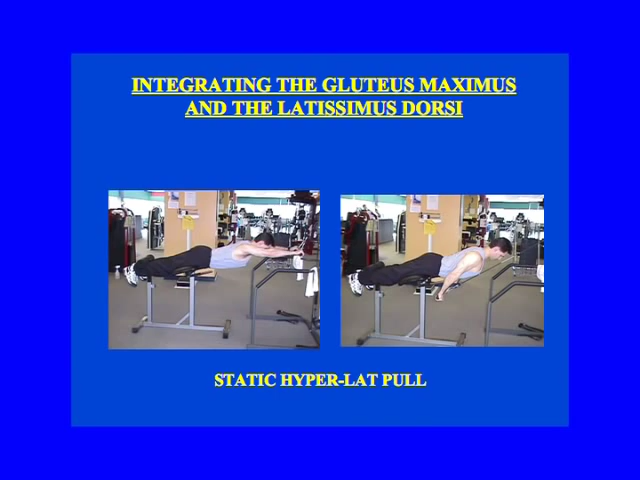 INTEGRATING THE GLUTEUS MAXIMUS
AND THE LATISSIMUS DORSI
STATIC HYPER-LAT PULL